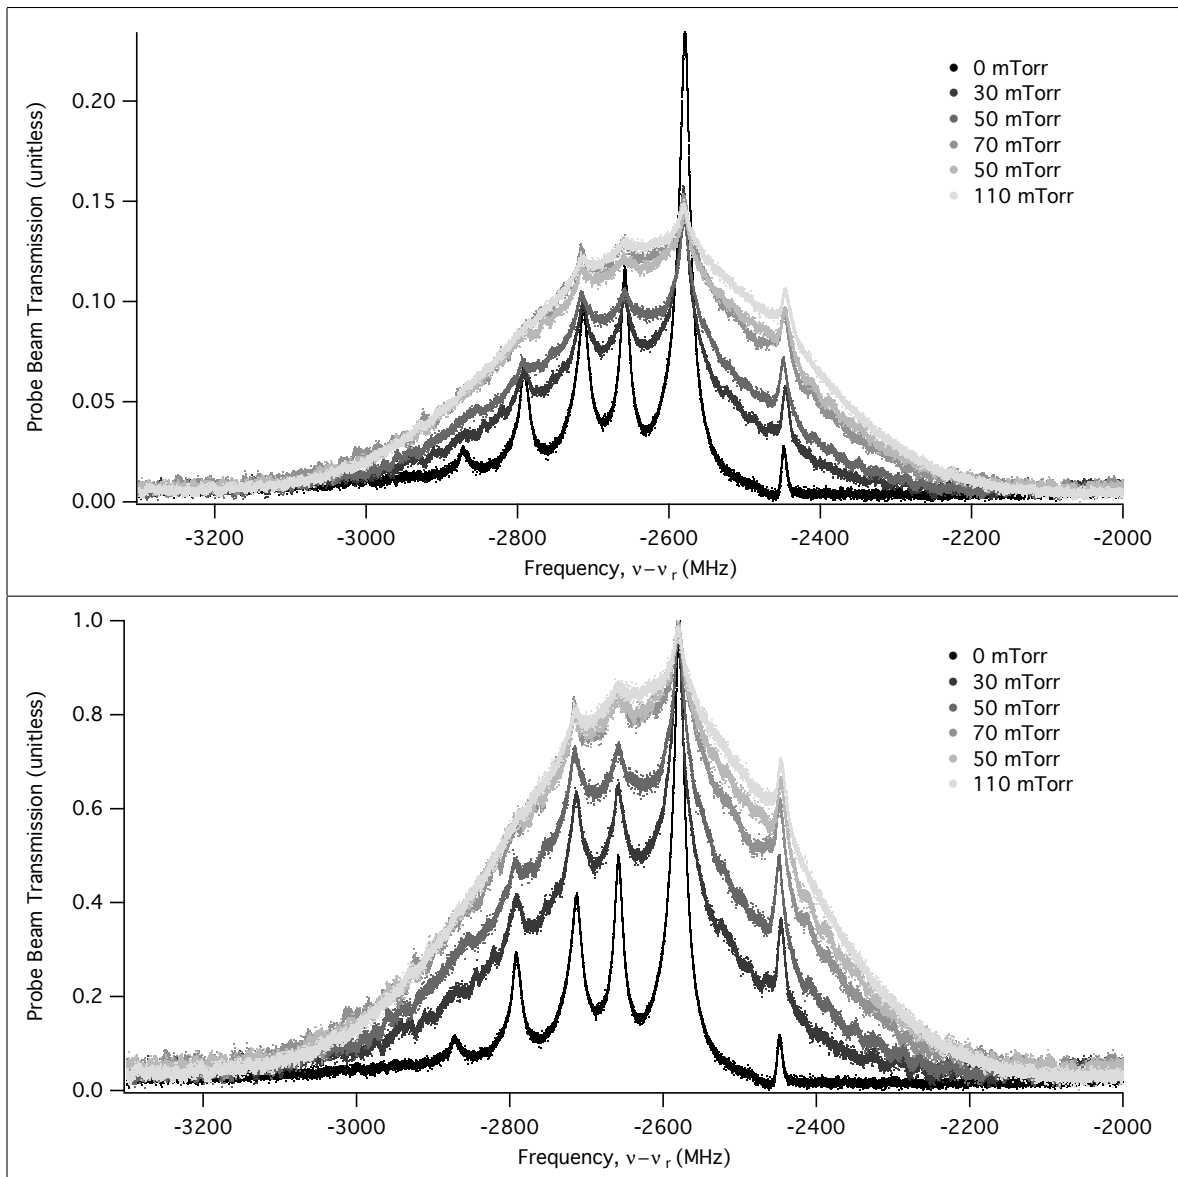 0.20
0.15
0.10
0.05
0.00
Probe Beam Transmission (unitless)
0 mTorr
30 mTorr
50 mTorr
70 mTorr
50 mTorr
110 mTorr
-3200 -3000 -2800 -2600 -2400 -2200 -2000
Frequency, ν−νr (MHz)
1.0
0.8
0.6
0.4
0.2
0.0
Probe Beam Transmission (unitless)
0 mTorr
30 mTorr
50 mTorr
70 mTorr
50 mTorr
110 mTorr
-3200 -3000 -2800 -2600 -2400 -2200 -2000
Frequency, ν−νr (MHz)